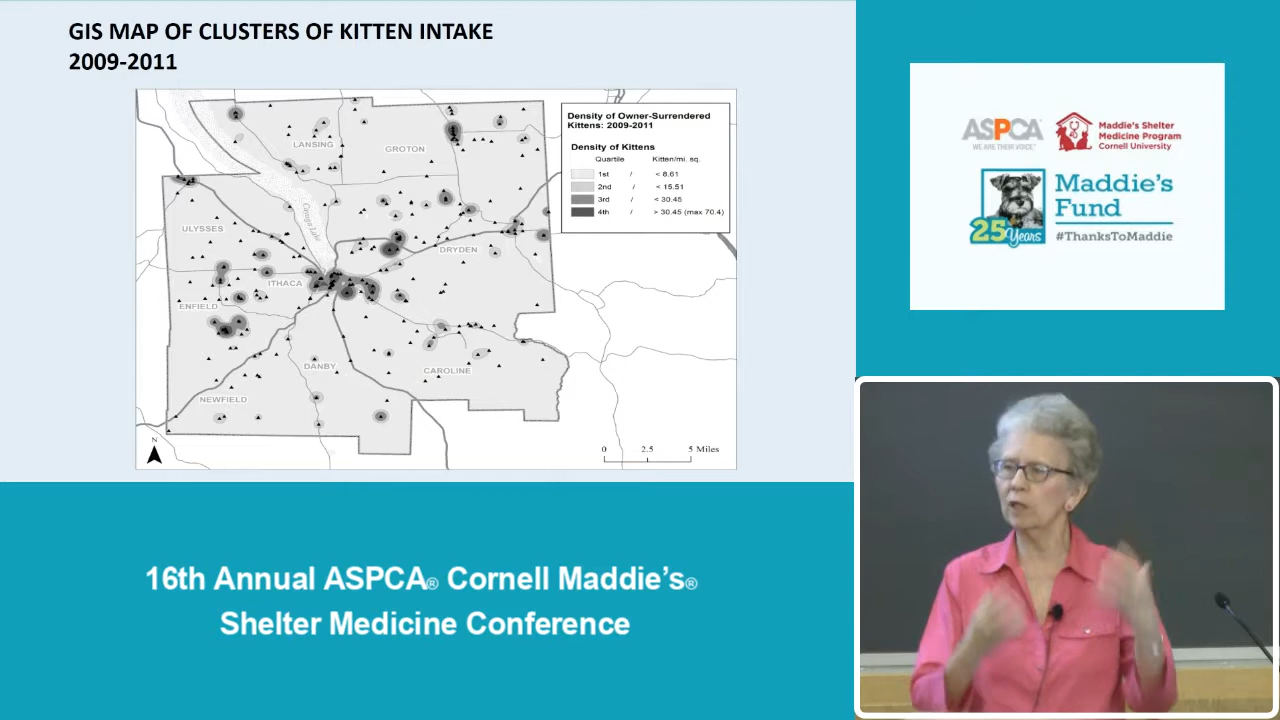 GIS MAP OF CLUSTERS OF KITTEN INTAKE
2009-2011
Density of Owner-Surrendered
Kittens: 2009-2011
Density of Kittens
Quartile Kitten/mi. sq.
1st / < 8.61
2nd / < 15.51
3rd / < 30.45
4th / > 30.45 (max 70.4)
LANSING
GROTON
Cayuga Lake
ULYSSES
DRYDEN
ITHACA
ENFIELD
DANBY
CAROLINE
NEWFIELD
N
0 2.5 5 Miles
ASPCA
WE ARE THEIR VOICE
Maddie's Shelter
Medicine Program
Cornell University
Maddie's
Fund
25 Years
#ThanksToMaddie
16th Annual ASPCA® Cornell Maddie's®
Shelter Medicine Conference